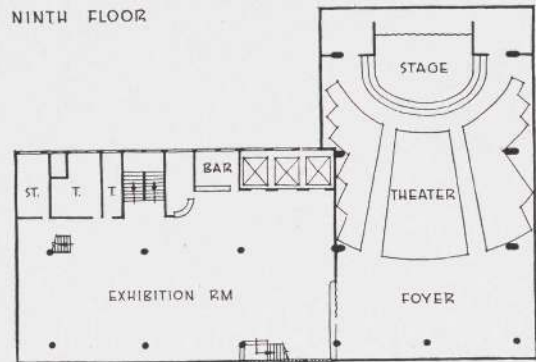 NINTH FLOOR
STAGE
BAR
ST.
T.
T.
THEATER
EXHIBITION RM
FOYER